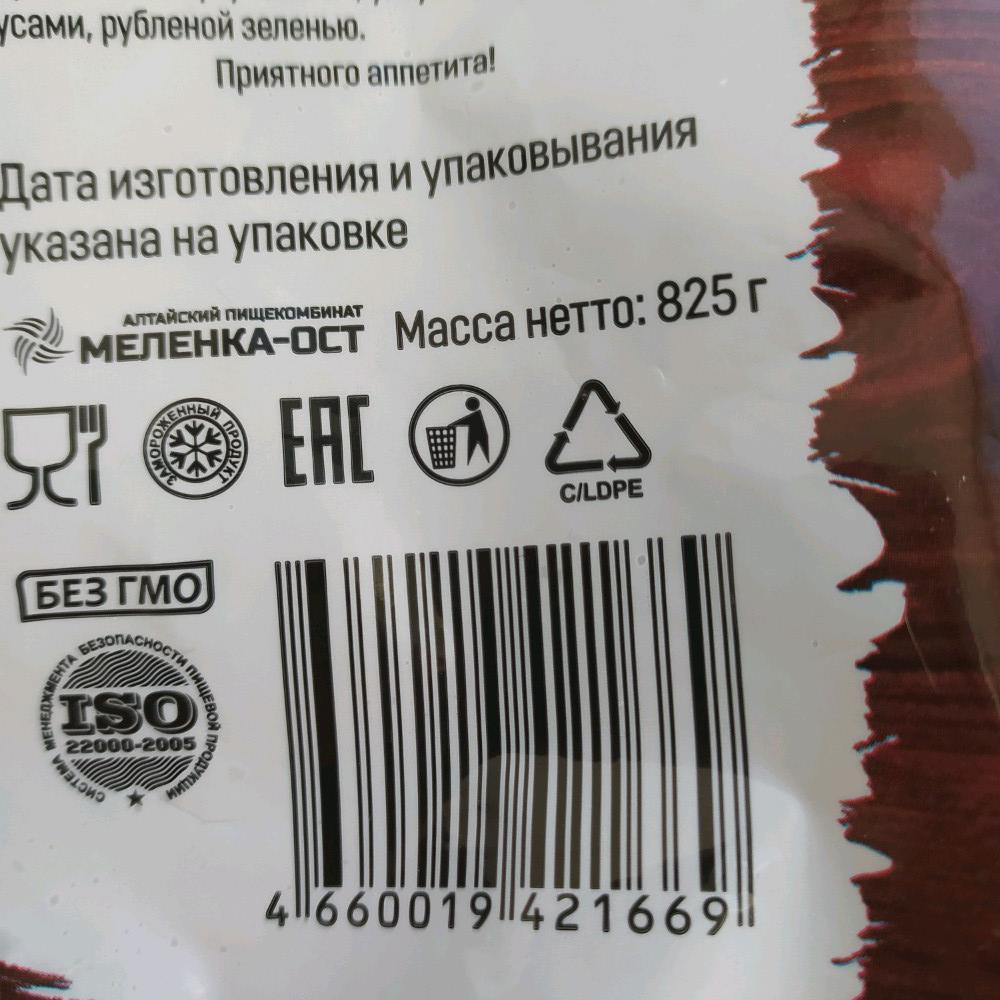 усами, рубленой зеленью.
Приятного аппетита!
Дата изготовления и упаковывания
указана на упаковке
АЛТАЙСКИЙ ПИЩЕКОМБИНАТ
МЕЛЕНКА-ОСТ
Масса нетто: 825 г
ЗАМОРОЖЕННЫЙ ПРОДУКТ
EAC
C/LDPE
БЕЗ ГМО
СИСТЕМА МЕНЕДЖМЕНТА БЕЗОПАСНОСТИ ПИЩЕВОЙ ПРОДУКЦИИ
ISO
22000-2005
4 660019 421669